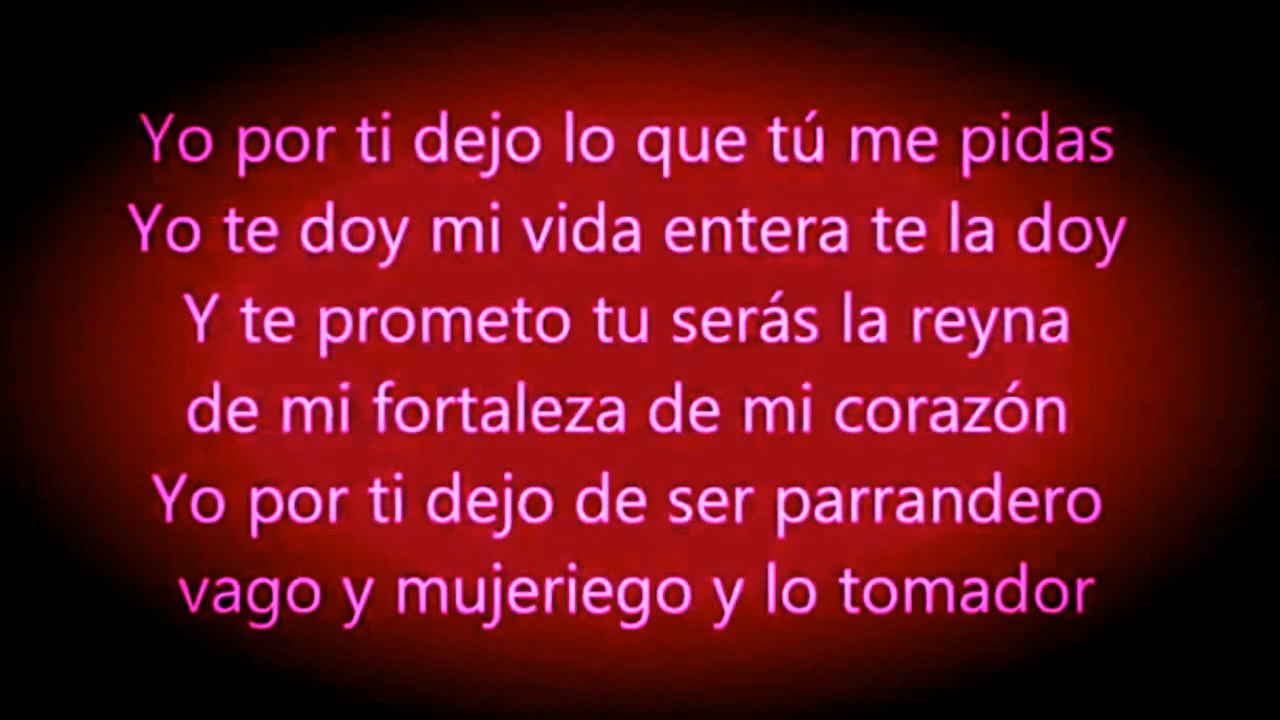 Yo por ti dejo lo que tú me pidas
Yo te doy mi vida entera te la doy
Y te prometo tu serás la reyna
de mi fortaleza de mi corazón
Yo por ti dejo de ser parrandero
vago y mujeriego y lo tomador